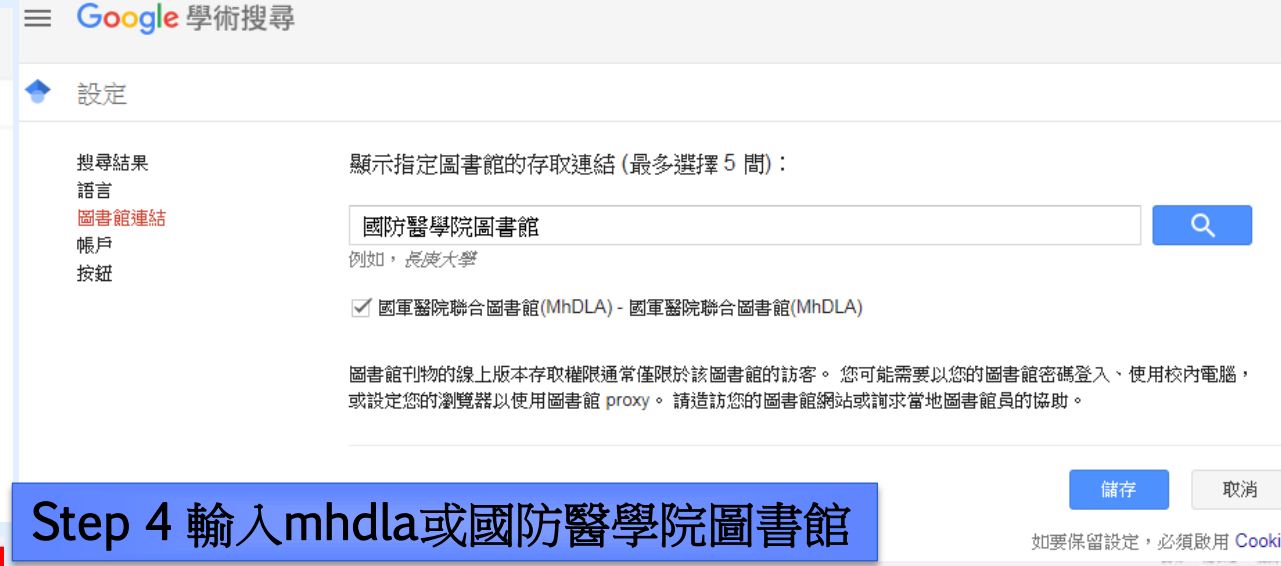 Google 學術搜尋
設定
搜尋結果
語言
圖書館連結
帳戶
按鈕
顯示指定圖書館的存取連結 (最多選擇 5 間)：
國防醫學院圖書館
例如，長庚大學
國軍醫院聯合圖書館(MhDLA) - 國軍醫院聯合圖書館(MhDLA)
圖書館刊物的線上版本存取權限通常僅限於該圖書館的訪客。 您可能需要以您的圖書館密碼登入、使用校內電腦，
或設定您的瀏覽器以使用圖書館 proxy。 請造訪您的圖書館網站或詢求當地圖書館員的協助。
儲存
取消
Step 4 輸入mhdla或國防醫學院圖書館
如要保留設定，必須啟用 Cooki